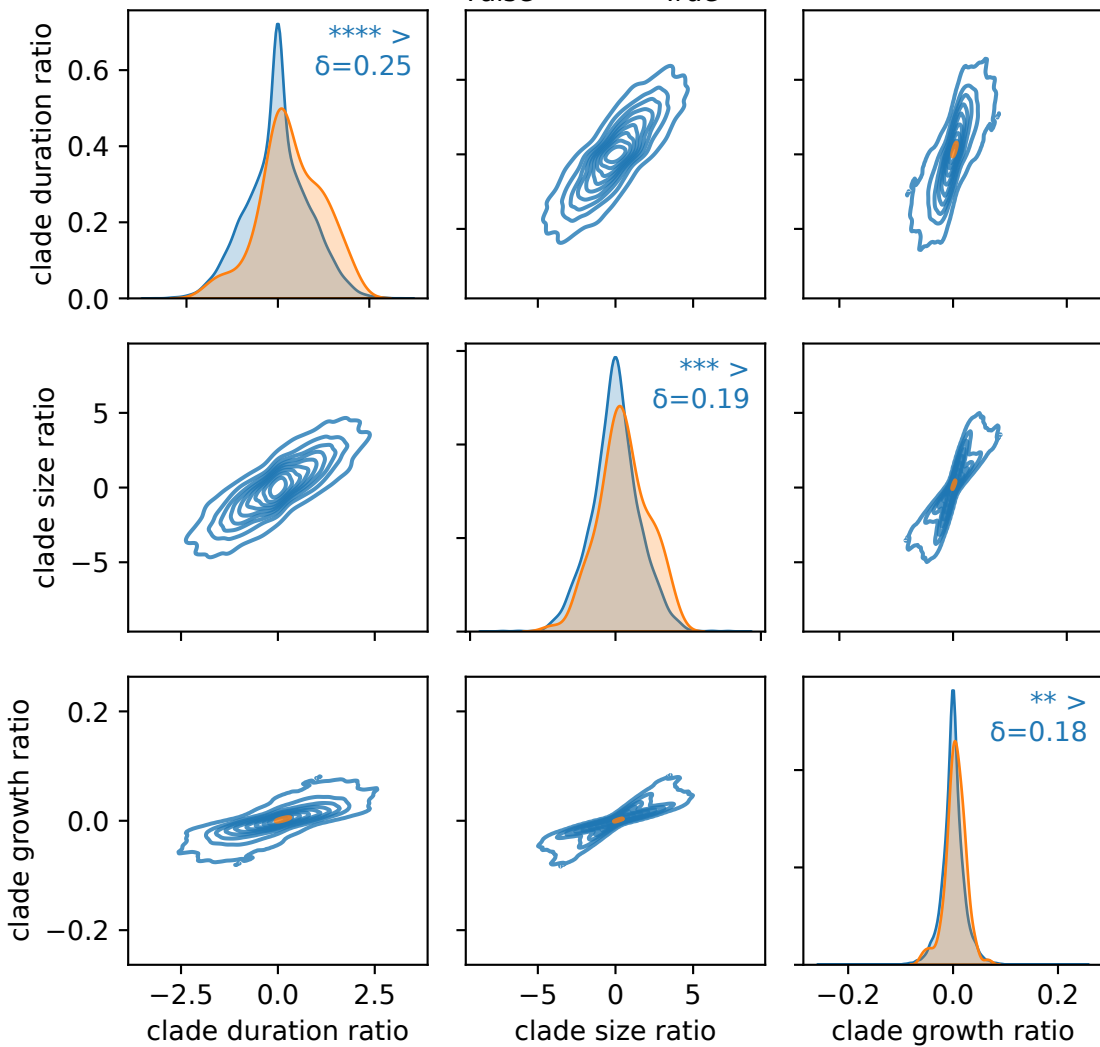 clade duration ratio
0.6
0.4
0.2
0.0
**** >
δ=0.25
clade size ratio
5
0
−5
*** >
δ=0.19
clade growth ratio
0.2
0.0
−0.2
** >
δ=0.18
−2.5 0.0 2.5
−5 0 5
−0.2 0.0 0.2
clade duration ratio
clade size ratio
clade growth ratio